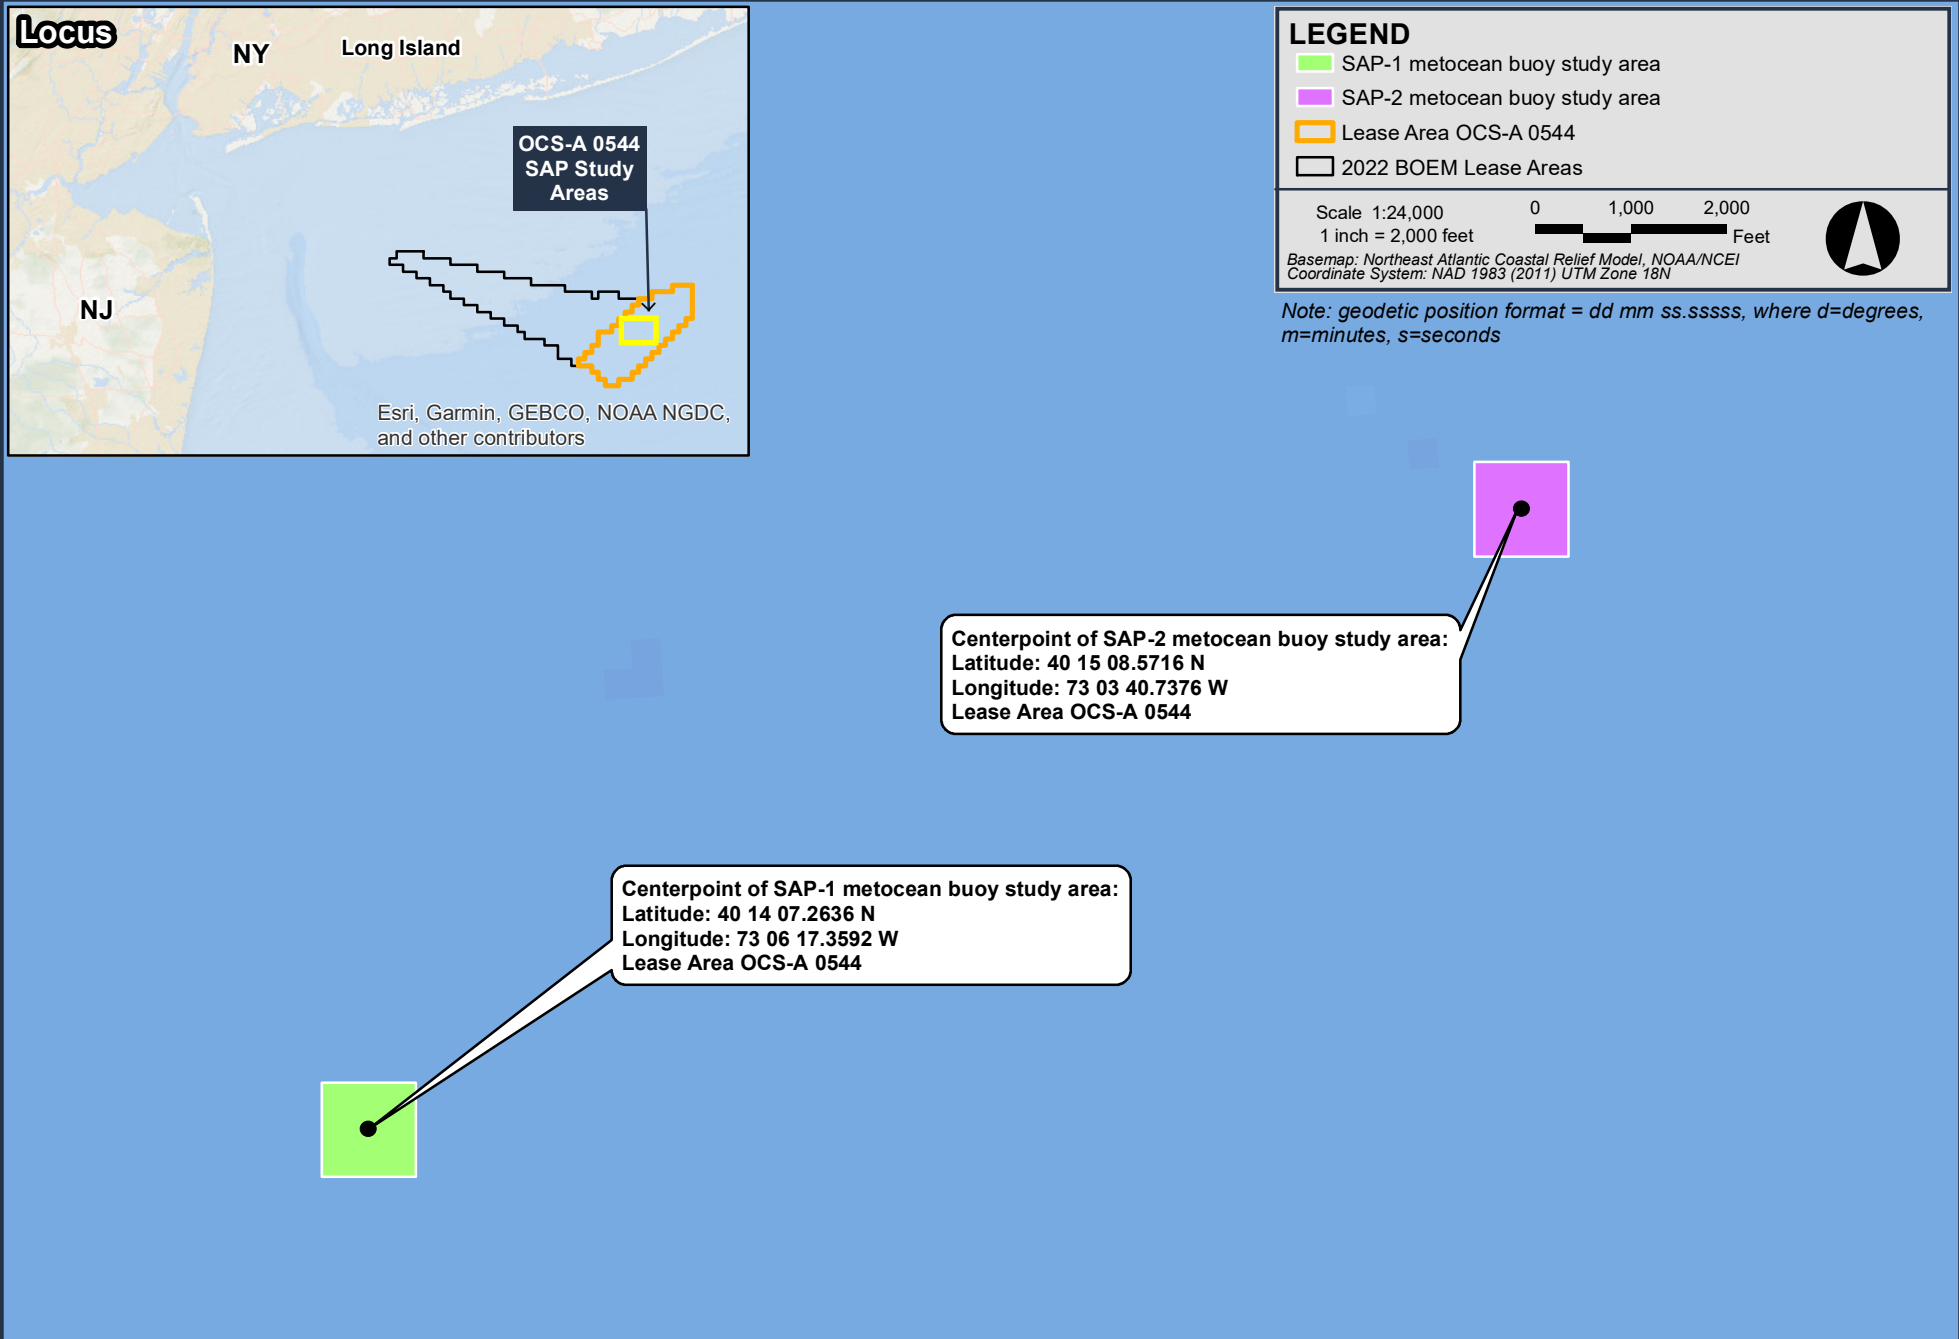 Locus
NY
Long Island
OCS-A 0544
SAP Study
Areas
NJ
Esri, Garmin, GEBCO, NOAA NGDC,
and other contributors
LEGEND
SAP-1 metocean buoy study area
SAP-2 metocean buoy study area
Lease Area OCS-A 0544
2022 BOEM Lease Areas
Scale 1:24,000
1 inch = 2,000 feet
0 1,000 2,000
Feet
Basemap: Northeast Atlantic Coastal Relief Model, NOAA/NCEI
Coordinate System: NAD 1983 (2011) UTM Zone 18N
Note: geodetic position format = dd mm ss.sssss, where d=degrees,
m=minutes, s=seconds
Centerpoint of SAP-2 metocean buoy study area:
Latitude: 40 15 08.5716 N
Longitude: 73 03 40.7376 W
Lease Area OCS-A 0544
Centerpoint of SAP-1 metocean buoy study area:
Latitude: 40 14 07.2636 N
Longitude: 73 06 17.3592 W
Lease Area OCS-A 0544